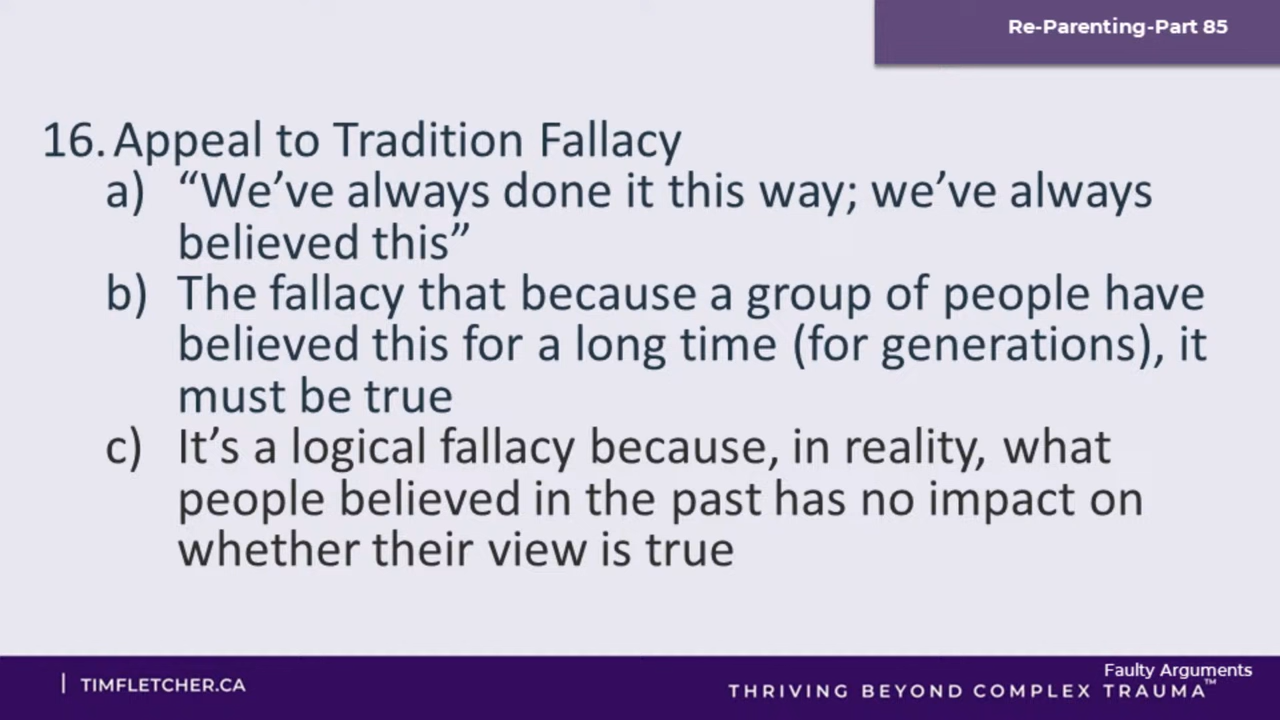 Re-Parenting-Part 85
16. Appeal to Tradition Fallacy
a) “We’ve always done it this way; we’ve always
believed this”
b) The fallacy that because a group of people have
believed this for a long time (for generations), it
must be true
c) It’s a logical fallacy because, in reality, what
people believed in the past has no impact on
whether their view is true
| TIMFLETCHER.CA
Faulty Arguments
THRIVING BEYOND COMPLEX TRAUMA™